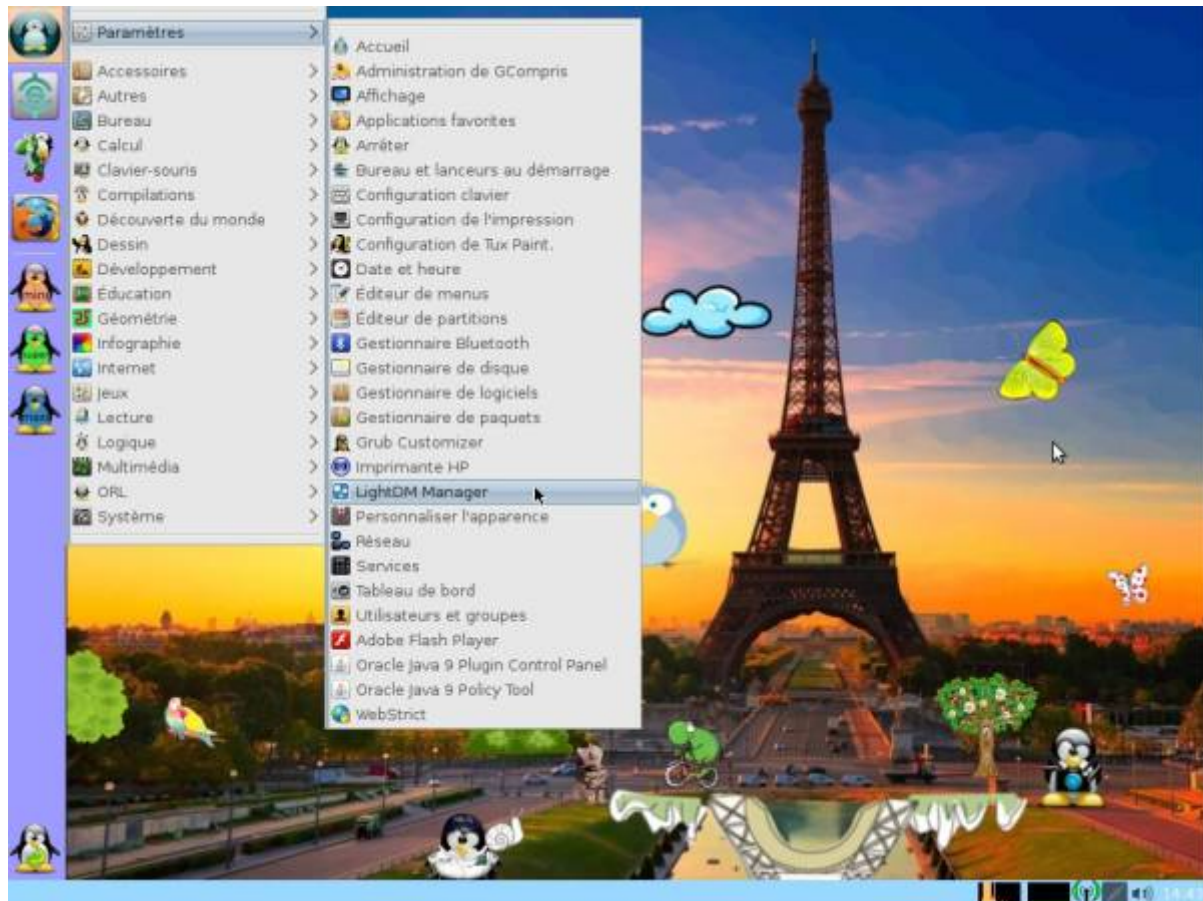 Paramètres
Accessoires
Autres
Bureau
Calcul
Clavier-souris
Compilations
Découverte du monde
Dessin
Développement
Éducation
Géométrie
Infographie
Internet
Jeux
Lecture
Logique
Multimédia
ORL
Système
Accueil
Administration de GCompris
Affichage
Applications favorites
Arrêter
Bureau et lanceurs au démarrage
Configuration clavier
Configuration de l'impression
Configuration de Tux Paint.
Date et heure
Éditeur de menus
Éditeur de partitions
Gestionnaire Bluetooth
Gestionnaire de disque
Gestionnaire de logiciels
Gestionnaire de paquets
Grub Customizer
Imprimante HP
LightDM Manager
Personnaliser l'apparence
Réseau
Services
Tableau de bord
Utilisateurs et groupes
Adobe Flash Player
Oracle Java 9 Plugin Control Panel
Oracle Java 9 Policy Tool
WebStrict
mini
super